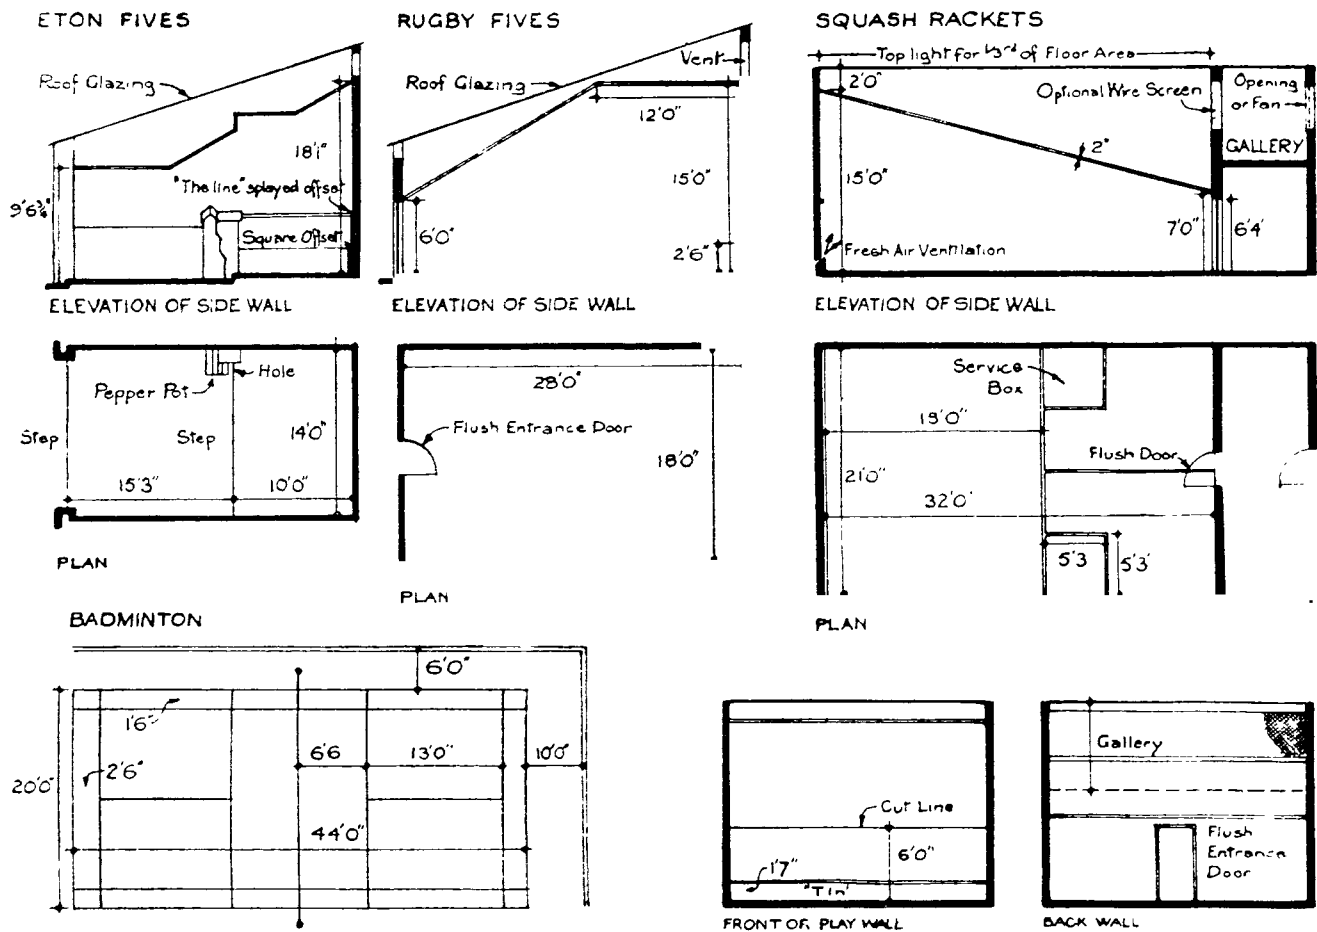 ETON FIVES
Roof Glazing
18'1"
"The line" splayed offset
9'6¾"
Square Offset
ELEVATION OF SIDE WALL
Hole
Pepper Pot
Step
Step
14'0"
15'3"
10'0"
PLAN
RUGBY FIVES
Vent
Roof Glazing
12'0"
15'0"
6'0"
2'6"
ELEVATION OF SIDE WALL
28'0"
Flush Entrance Door
18'0"
PLAN
SQUASH RACKETS
Top light for ⅓rd of Floor Area
2'0"
Optional Wire Screen
Opening
or Fan
2"
GALLERY
15'0"
7'0"
6'4'
Fresh Air Ventilation
ELEVATION OF SIDE WALL
Service
Box
Flush Door
21'0"
32'0'
5'3
5'3'
PLAN
BADMINTON
6'0"
1'6"
6'6
13'0"
10'0"
2'6"
20'0"
44'0"
Cut Line
6'0"
1'7"
'Tin'
FRONT OR PLAY WALL
Gallery
Flush
Entrance
Door
BACK WALL